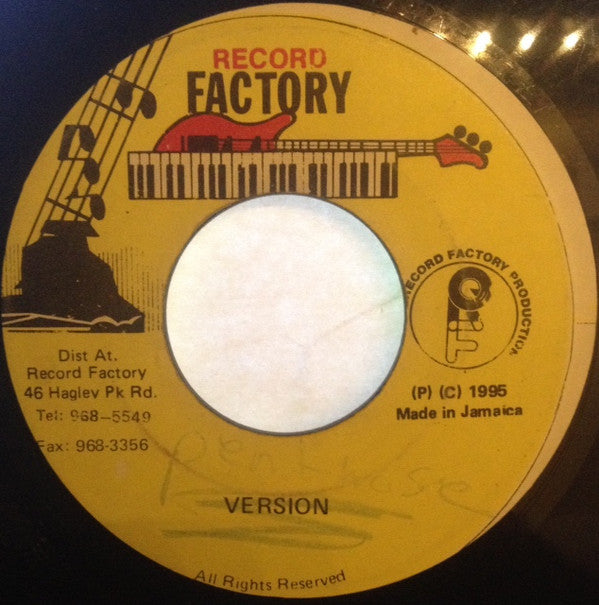 RECORD
FACTORY
RECORD FACTORY PRODUCTION
Dist At.
Record Factory
46 Haglev Pk Rd.
Tel: 968-5549
Fax: 968-3356
(P) (C) 1995
Made in Jamaica
VERSION
All Rights Reserved